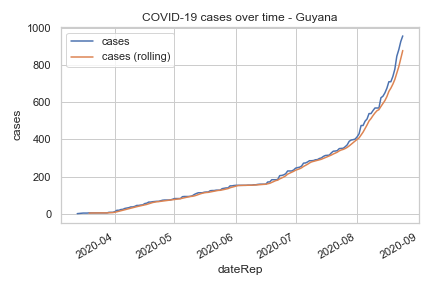 COVID-19 cases over time - Guyana
cases
cases (rolling)
1000
800
600
400
200
0
cases
2020-04
2020-05
2020-06
2020-07
2020-08
2020-09
dateRep